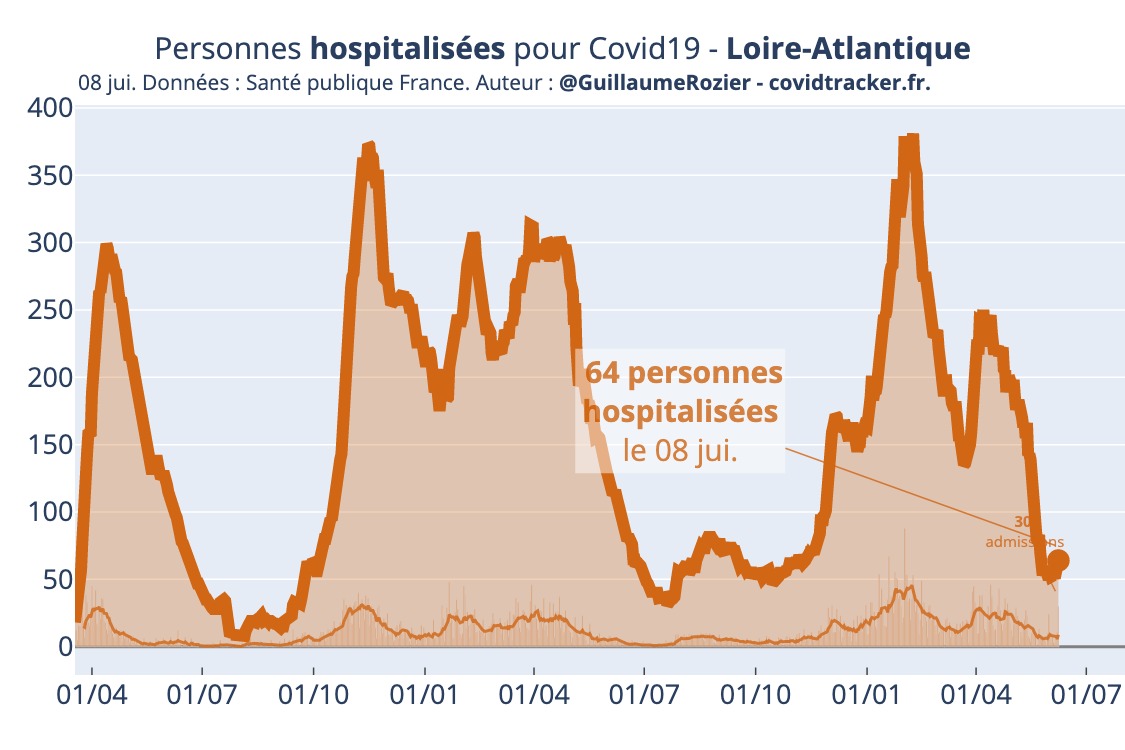 Personnes hospitalisées pour Covid19 - Loire-Atlantique
08 jui. Données : Santé publique France. Auteur : @GuillaumeRozier - covidtracker.fr.
400
350
300
250
200
150
100
50
0
64 personnes
hospitalisées
le 08 jui.
30
admissions
01/04 01/07 01/10 01/01 01/04 01/07 01/10 01/01 01/04 01/07